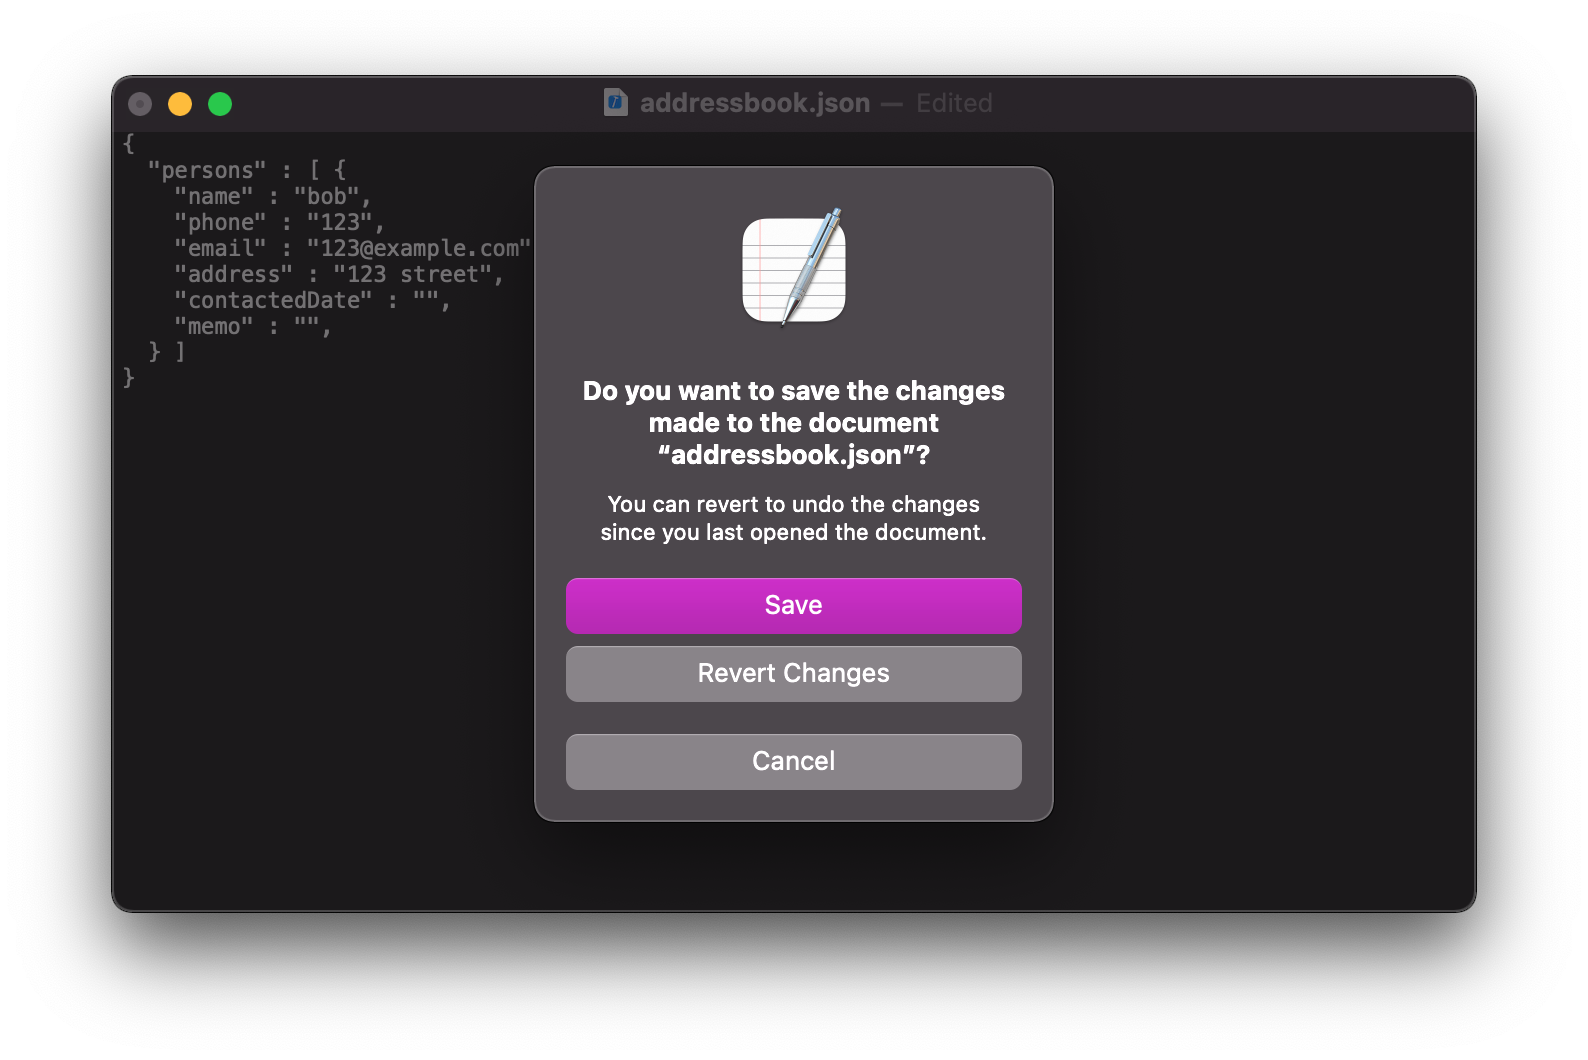 addressbook.json — Edited
{
"persons" : [ {
"name" : "bob",
"phone" : "123",
"email" : "123@example.com"
"address" : "123 street",
"contactedDate" : "",
"memo" : "",
} ]
}
Do you want to save the changes
made to the document
“addressbook.json”?
You can revert to undo the changes
since you last opened the document.
Save
Revert Changes
Cancel